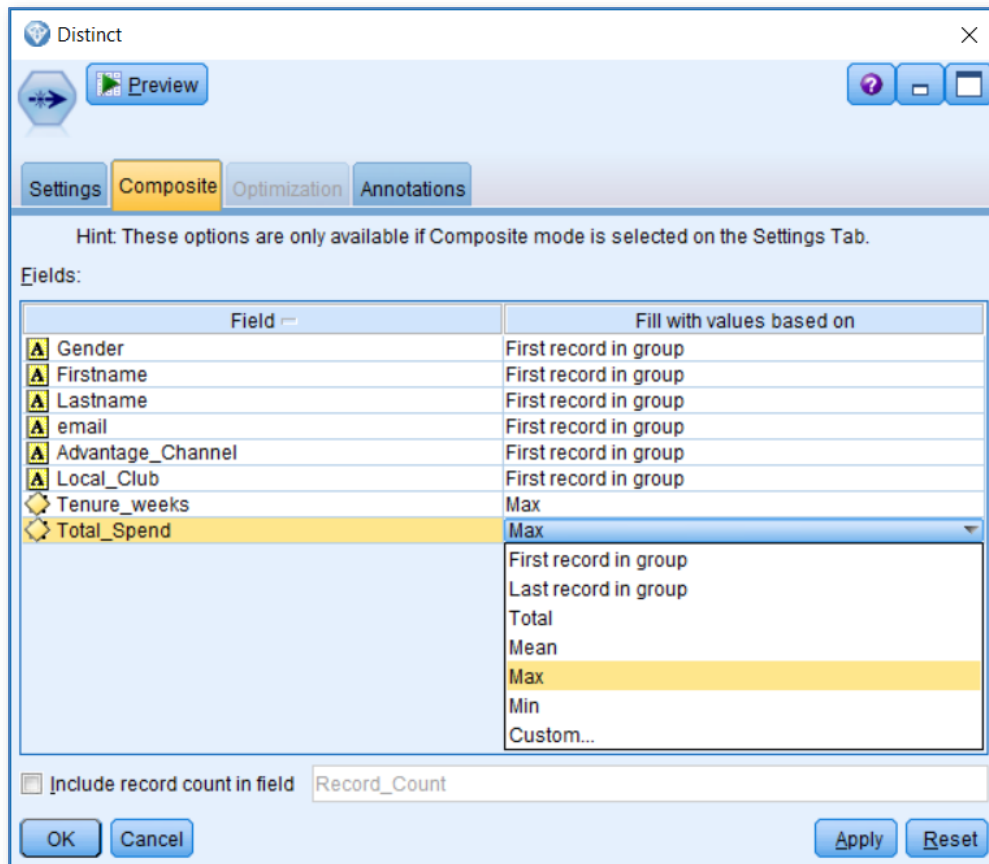 Distinct
Preview
Settings Composite Optimization Annotations
Hint: These options are only available if Composite mode is selected on the Settings Tab.
Fields:
Field Fill with values based on
A Gender First record in group
A Firstname First record in group
A Lastname First record in group
A email First record in group
A Advantage_Channel First record in group
A Local_Club First record in group
Tenure_weeks Max
Total_Spend Max
First record in group
Last record in group
Total
Mean
Max
Min
Custom...
Include record count in field Record_Count
OK Cancel Apply Reset